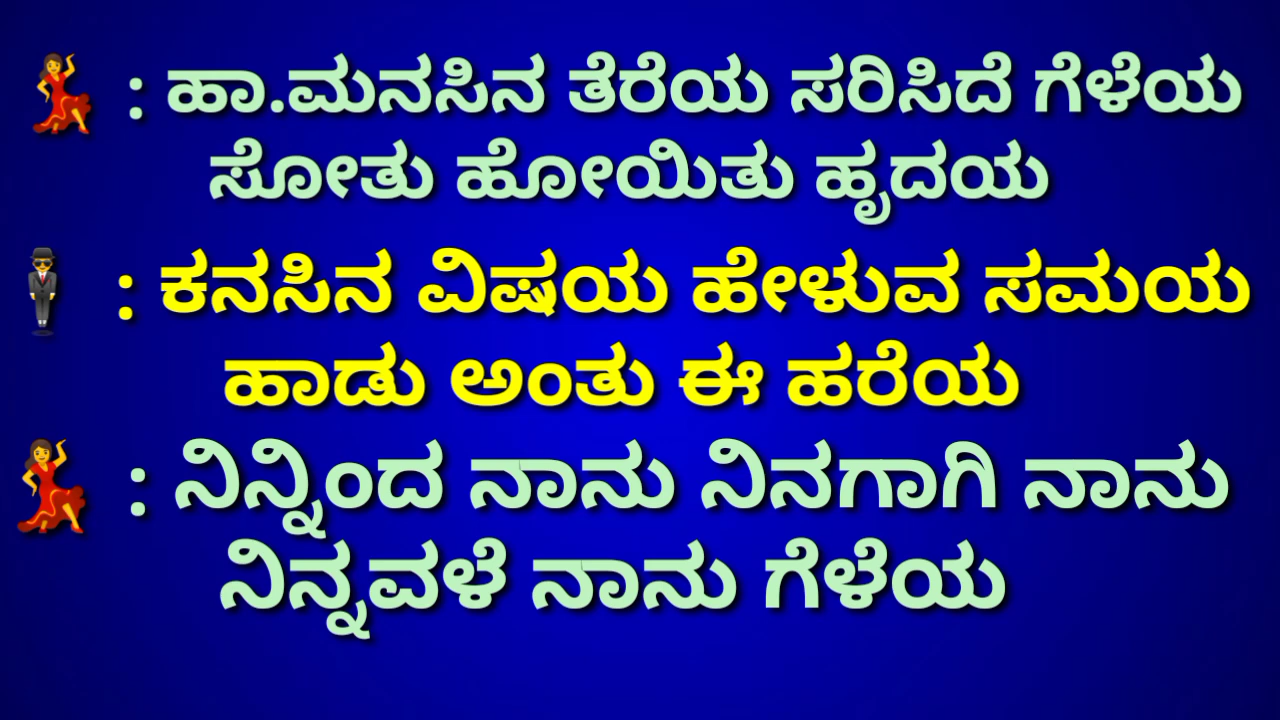 💃 : ಹಾ.ಮನಸಿನ ತೆರೆಯ ಸರಿಸಿದೆ ಗೆಳೆಯ
ಸೋತು ಹೋಯಿತು ಹೃದಯ
🕴 : ಕನಸಿನ ವಿಷಯ ಹೇಳುವ ಸಮಯ
ಹಾಡು ಅಂತು ಈ ಹರೆಯ
💃 : ನಿನ್ನಿಂದ ನಾನು ನಿನಗಾಗಿ ನಾನು
ನಿನ್ನವಳೆ ನಾನು ಗೆಳೆಯ